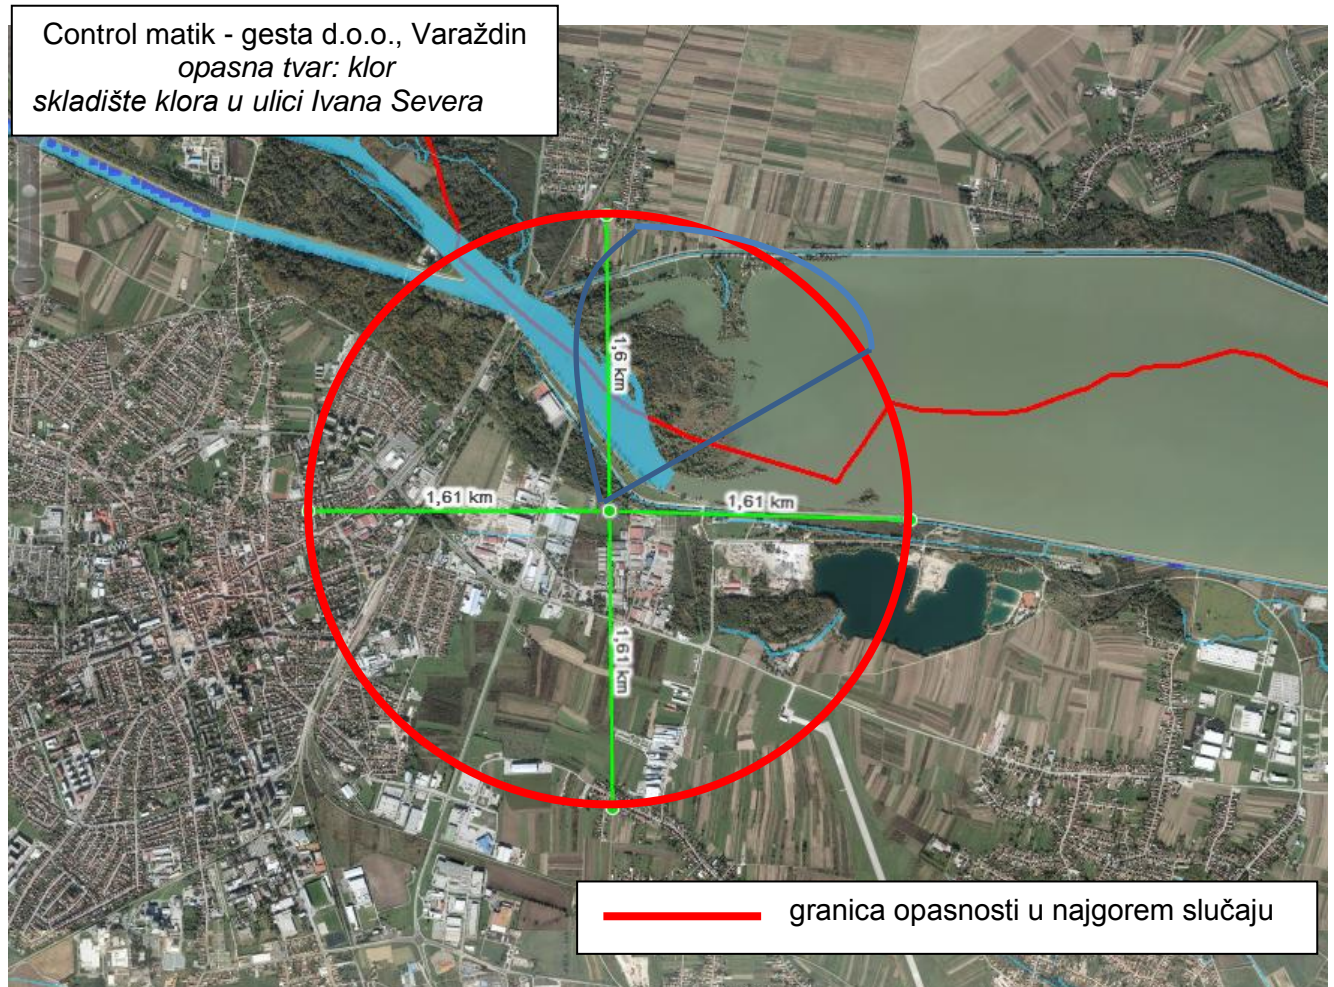 Control matik - gesta d.o.o., Varaždin
opasna tvar: klor
skladište klora u ulici Ivana Severa
1,6 km
1,61 km
1,61 km
1,61 km
granica opasnosti u najgorem slučaju